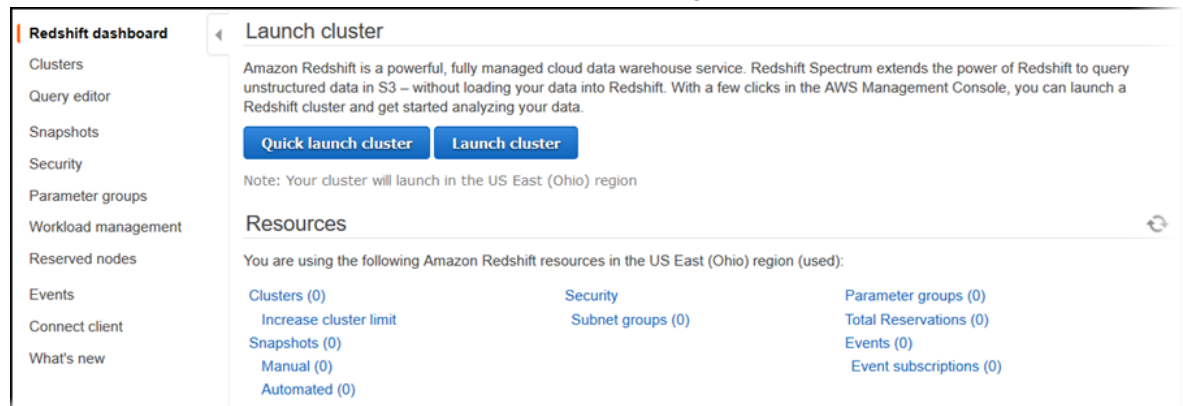 Redshift dashboard
Clusters
Query editor
Snapshots
Security
Parameter groups
Workload management
Reserved nodes
Events
Connect client
What's new
Launch cluster
Amazon Redshift is a powerful, fully managed cloud data warehouse service. Redshift Spectrum extends the power of Redshift to query
unstructured data in S3 – without loading your data into Redshift. With a few clicks in the AWS Management Console, you can launch a
Redshift cluster and get started analyzing your data.
Quick launch cluster
Launch cluster
Note: Your cluster will launch in the US East (Ohio) region
Resources
You are using the following Amazon Redshift resources in the US East (Ohio) region (used):
Clusters (0)
Increase cluster limit
Snapshots (0)
Manual (0)
Automated (0)
Security
Subnet groups (0)
Parameter groups (0)
Total Reservations (0)
Events (0)
Event subscriptions (0)